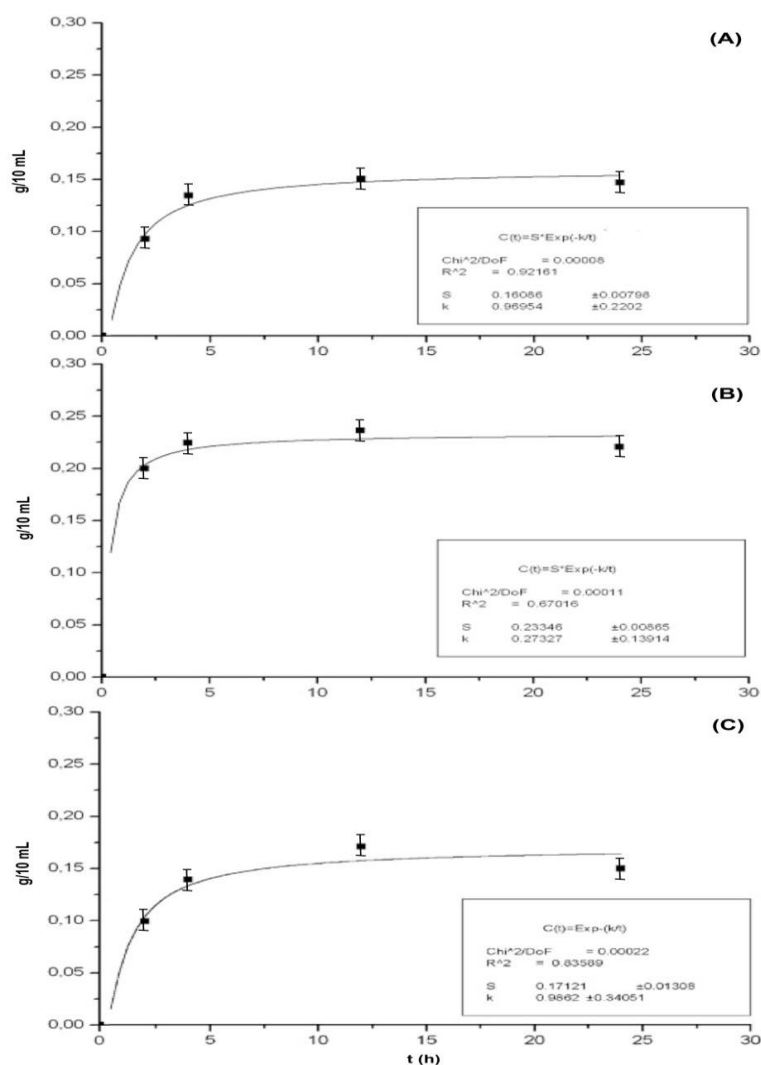 (A)
0,30
0,25
0,20
0,15
0,10
0,05
0,00
g/10 mL
C(t)=S*Exp(-k/t)
Chi^2/DoF = 0.00008
R^2 = 0.92161
S 0.16086 ±0.00798
k 0.96954 ±0.2202
0 5 10 15 20 25 30
(B)
0,30
0,25
0,20
0,15
0,10
0,05
0,00
g/10 mL
C(t)=S*Exp(-k/t)
Chi^2/DoF = 0.00011
R^2 = 0.67016
S 0.23346 ±0.00865
k 0.27327 ±0.13914
0 5 10 15 20 25 30
(C)
0,30
0,25
0,20
0,15
0,10
0,05
0,00
g/10 mL
C(t)=Exp-(k/t)
Chi^2/DoF = 0.00022
R^2 = 0.83589
S 0.17121 ±0.01308
k 0.9862 ±0.34051
0 5 10 15 20 25 30
t (h)